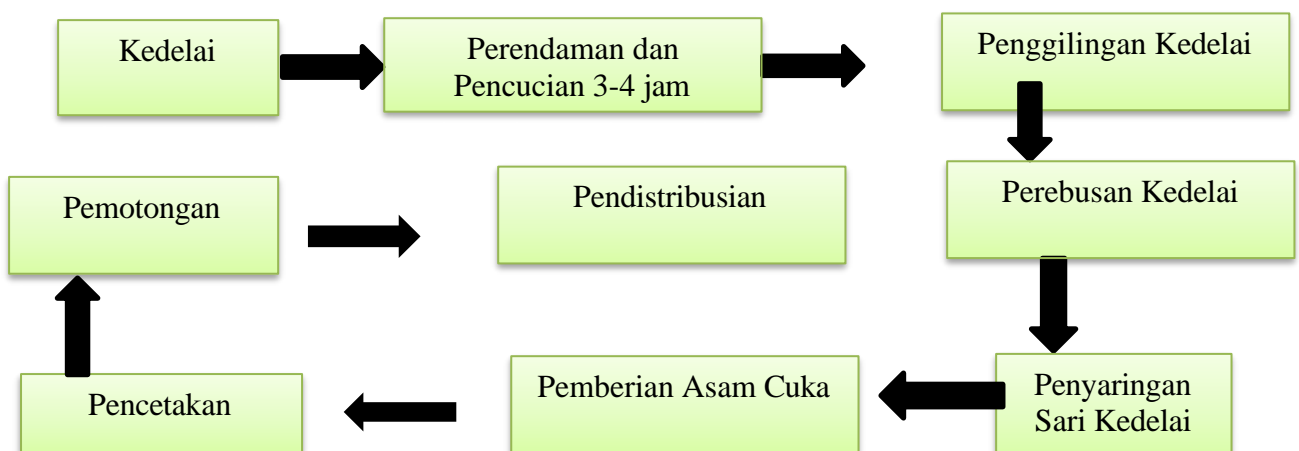 Kedelai
Perendaman dan
Pencucian 3-4 jam
Penggilingan Kedelai
Perebusan Kedelai
Penyaringan
Sari Kedelai
Pemberian Asam Cuka
Pencetakan
Pemotongan
Pendistribusian